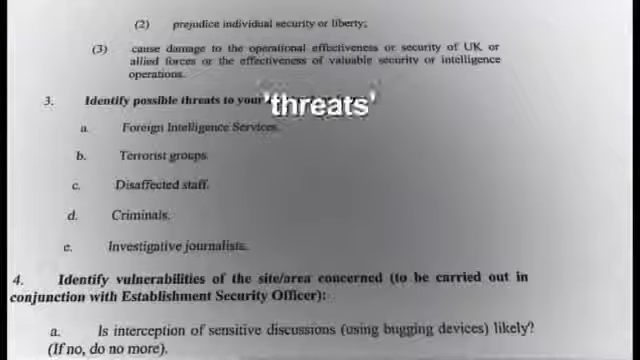 (2) prejudice individual security or liberty;
(3) cause damage to the operational effectiveness or security of UK or
allied forces or the effectiveness of valuable security or intelligence
operations.
3. Identify possible threats to your
'threats'
a. Foreign Intelligence Services.
b. Terrorist groups.
c. Disaffected staff.
d. Criminals.
e. Investigative journalists.
4. Identify vulnerabilities of the site/area concerned (to be carried out in
conjunction with Establishment Security Officer):
a. Is interception of sensitive discussions (using bugging devices) likely?
(If no, do no more).